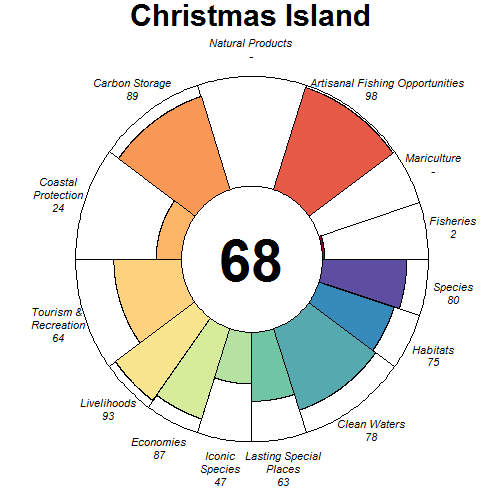 Christmas Island
Natural Products
-
Carbon Storage
89
Artisanal Fishing Opportunities
98
Mariculture
-
Coastal
Protection
24
Fisheries
2
68
Species
80
Tourism &
Recreation
64
Habitats
75
Livelihoods
93
Clean Waters
78
Economies
87
Iconic
Species
47
Lasting Special
Places
63